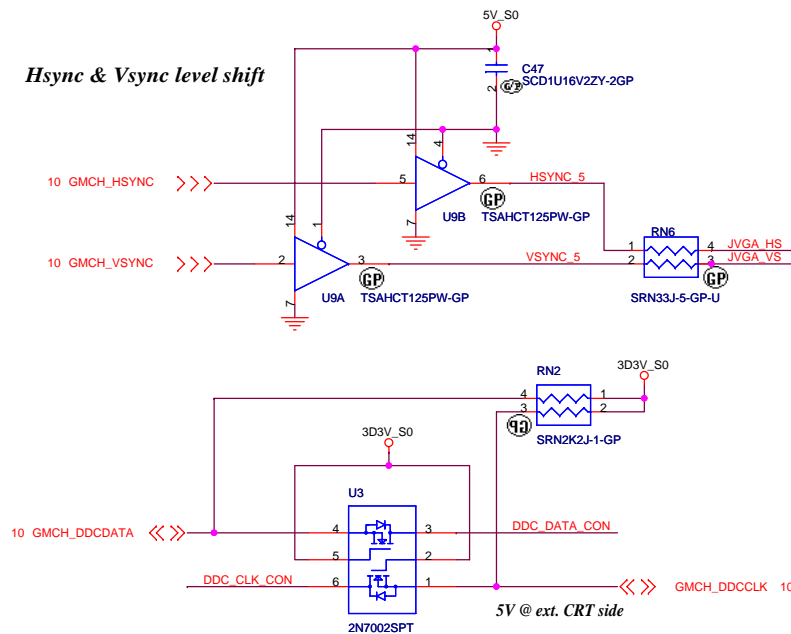 5V_S0
Hsync & Vsync level shift
1
C47
SCD1U16V2ZY-2GP
2
GP
14
4
10 GMCH_HSYNC
5
6
HSYNC_5
GP
U9B
TSAHCT125PW-GP
7
14
1
RN6
1
4
JVGA_HS
10 GMCH_VSYNC
2
3
VSYNC_5
2
3
JVGA_VS
GP
GP
U9A
TSAHCT125PW-GP
7
SRN33J-5-GP-U
RN2
3D3V_S0
4
1
3
2
GP
SRN2K2J-1-GP
3D3V_S0
U3
10 GMCH_DDCDATA
4
3
DDC_DATA_CON
5
2
DDC_CLK_CON
6
1
GMCH_DDCCLK 10
5V @ ext. CRT side
2N7002SPT